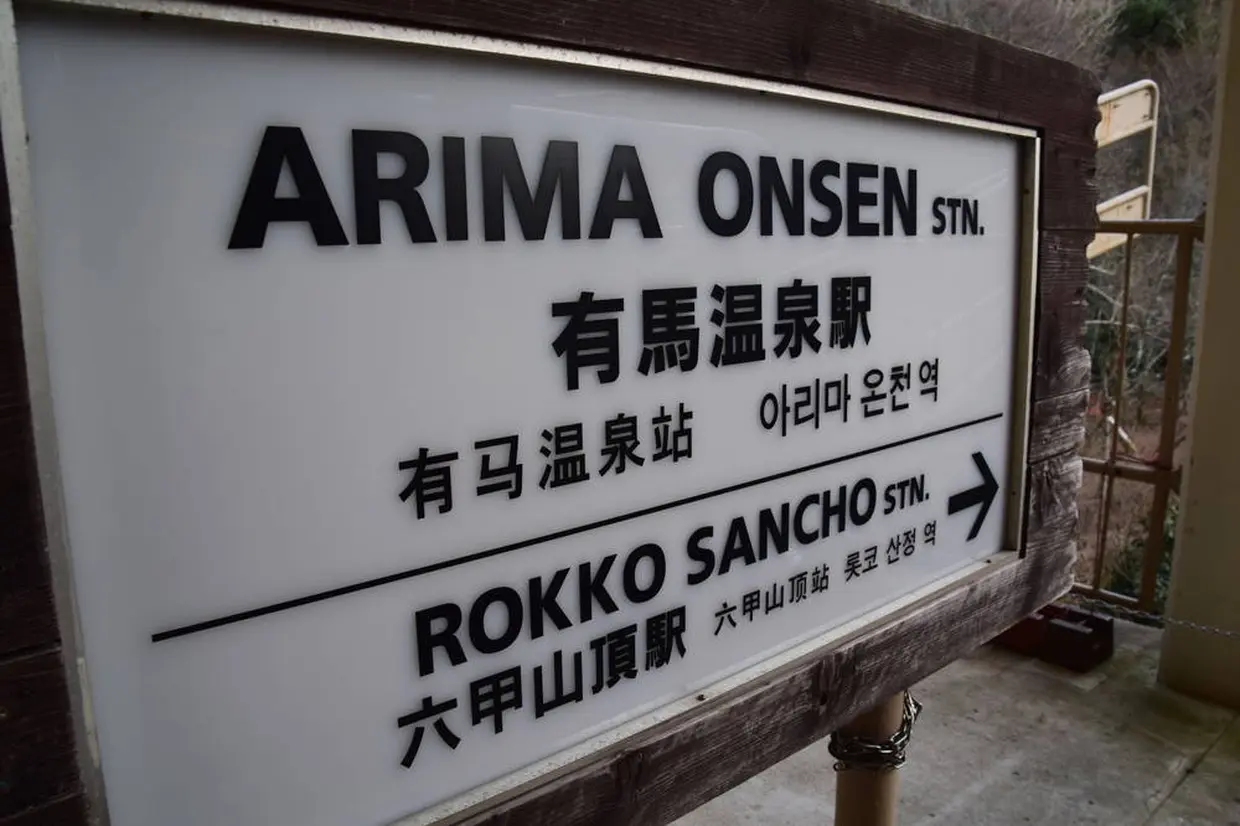 ARIMA ONSEN STN.
有馬温泉駅
有马温泉站 아리마 온천 역
ROKKO SANCHO STN.
六甲山頂駅 六甲山顶站 롯코 산정 역